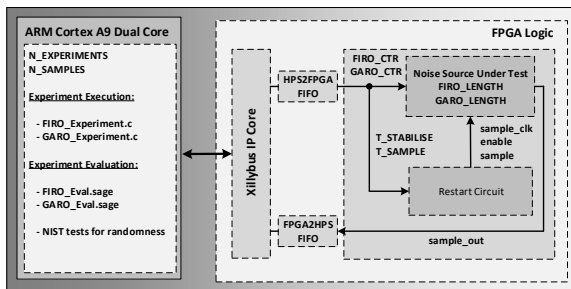 ARM Cortex A9 Dual Core
N_EXPERIMENTS
N_SAMPLES
Experiment Execution:
- FIRO_Experiment.c
- GARO_Experiment.c
Experiment Evaluation:
- FIRO_Eval.sage
- GARO_Eval.sage
- NIST tests for randomness
FPGA Logic
Xillybus IP Core
HPS2FPGA
FIFO
FIRO_CTR
GARO_CTR
Noise Source Under Test
FIRO_LENGTH
GARO_LENGTH
T_STABILISE
T_SAMPLE
sample_clk
enable
sample
Restart Circuit
FPGA2HPS
FIFO
sample_out